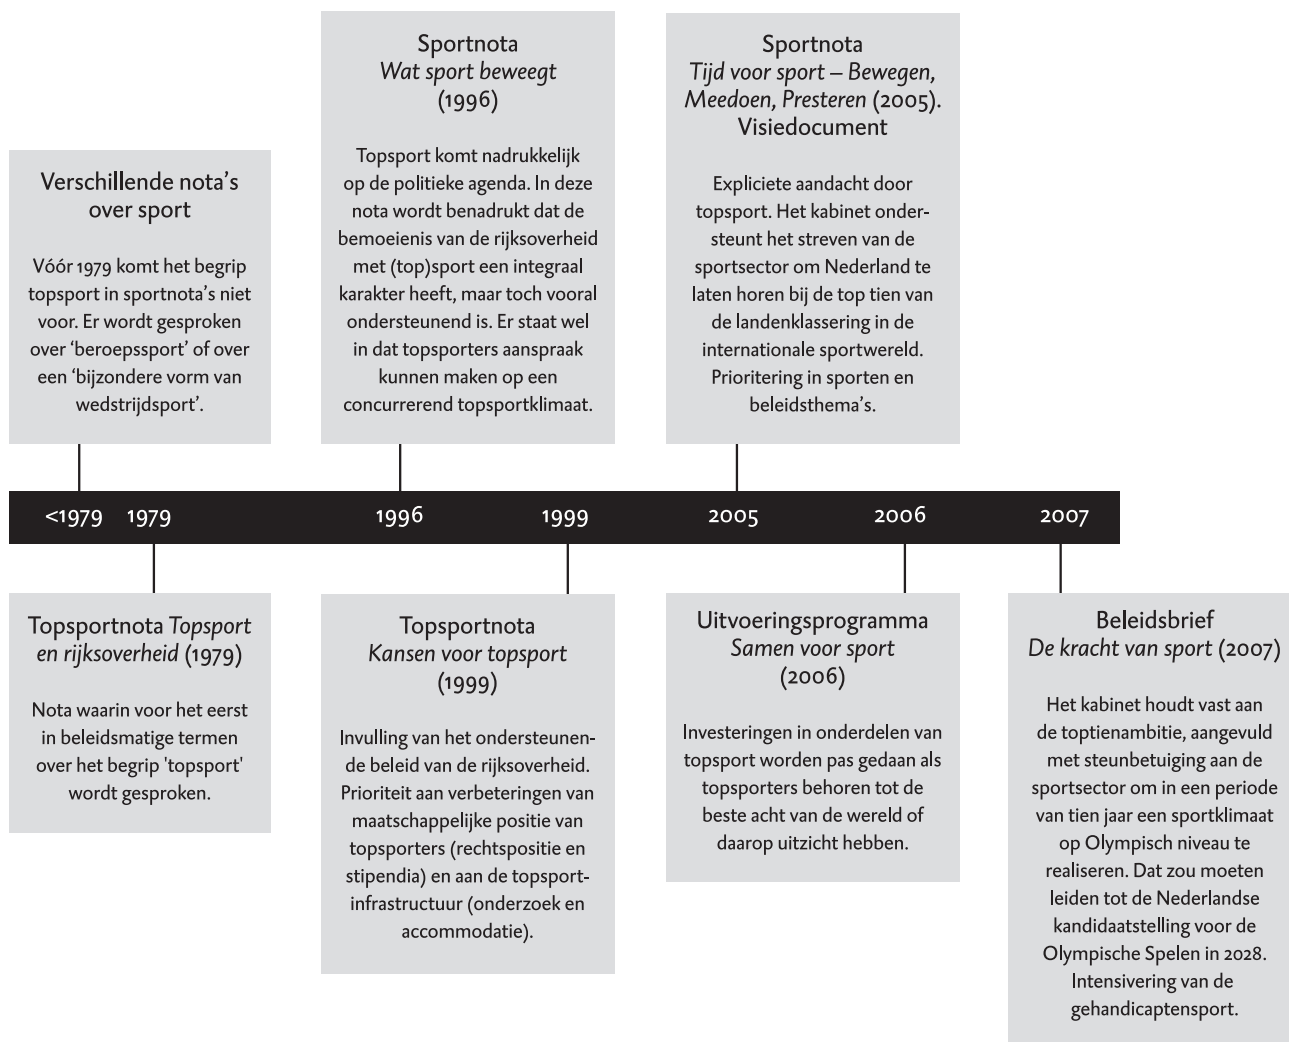 Verschillende nota's
over sport
Vóór 1979 komt het begrip
topsport in sportnota's niet
voor. Er wordt gesproken
over ‘beroepssport’ of over
een ‘bijzondere vorm van
wedstrijdsport’.
Sportnota
Wat sport beweegt
(1996)
Topsport komt nadrukkelijk
op de politieke agenda. In deze
nota wordt benadrukt dat de
bemoeienis van de rijksoverheid
met (top)sport een integraal
karakter heeft, maar toch vooral
ondersteunend is. Er staat wel
in dat topsporters aanspraak
kunnen maken op een
concurrerend topsportklimaat.
Sportnota
Tijd voor sport – Bewegen,
Meedoen, Presteren (2005).
Visiedocument
Expliciete aandacht door
topsport. Het kabinet onder-
steunt het streven van de
sportsector om Nederland te
laten horen bij de top tien van
de landenklassering in de
internationale sportwereld.
Prioritering in sporten en
beleidsthema's.
<1979 1979 1996 1999 2005 2006 2007
Topsportnota Topsport
en rijksoverheid (1979)
Nota waarin voor het eerst
in beleidsmatige termen
over het begrip 'topsport'
wordt gesproken.
Topsportnota
Kansen voor topsport
(1999)
Invulling van het ondersteunen-
de beleid van de rijksoverheid.
Prioriteit aan verbeteringen van
maatschappelijke positie van
topsporters (rechtspositie en
stipendia) en aan de topsport-
infrastructuur (onderzoek en
accommodatie).
Uitvoeringsprogramma
Samen voor sport
(2006)
Investeringen in onderdelen van
topsport worden pas gedaan als
topsporters behoren tot de
beste acht van de wereld of
daarop uitzicht hebben.
Beleidsbrief
De kracht van sport (2007)
Het kabinet houdt vast aan
de toptienambitie, aangevuld
met steunbetuiging aan de
sportsector om in een periode
van tien jaar een sportklimaat
op Olympisch niveau te
realiseren. Dat zou moeten
leiden tot de Nederlandse
kandidaatstelling voor de
Olympische Spelen in 2028.
Intensivering van de
gehandicaptensport.